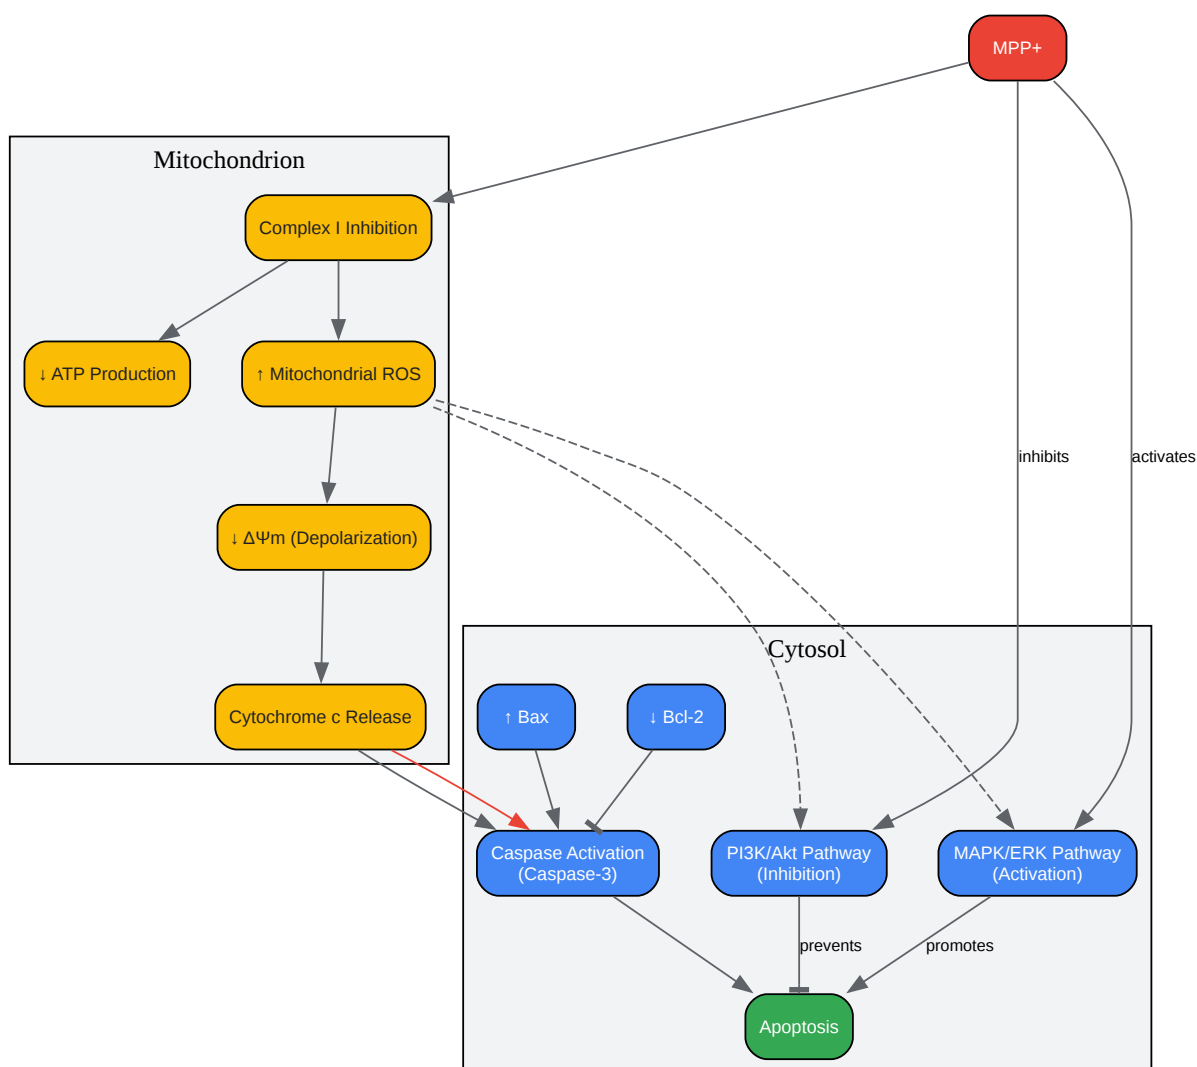 MPP+
Mitochondrion
Complex I Inhibition
↓ ATP Production
↑ Mitochondrial ROS
inhibits
activates
↓ ΔΨm (Depolarization)
Cytosol
Cytochrome c Release
↑ Bax
↓ Bcl-2
Caspase Activation
(Caspase-3)
PI3K/Akt Pathway
(Inhibition)
MAPK/ERK Pathway
(Activation)
prevents
promotes
Apoptosis